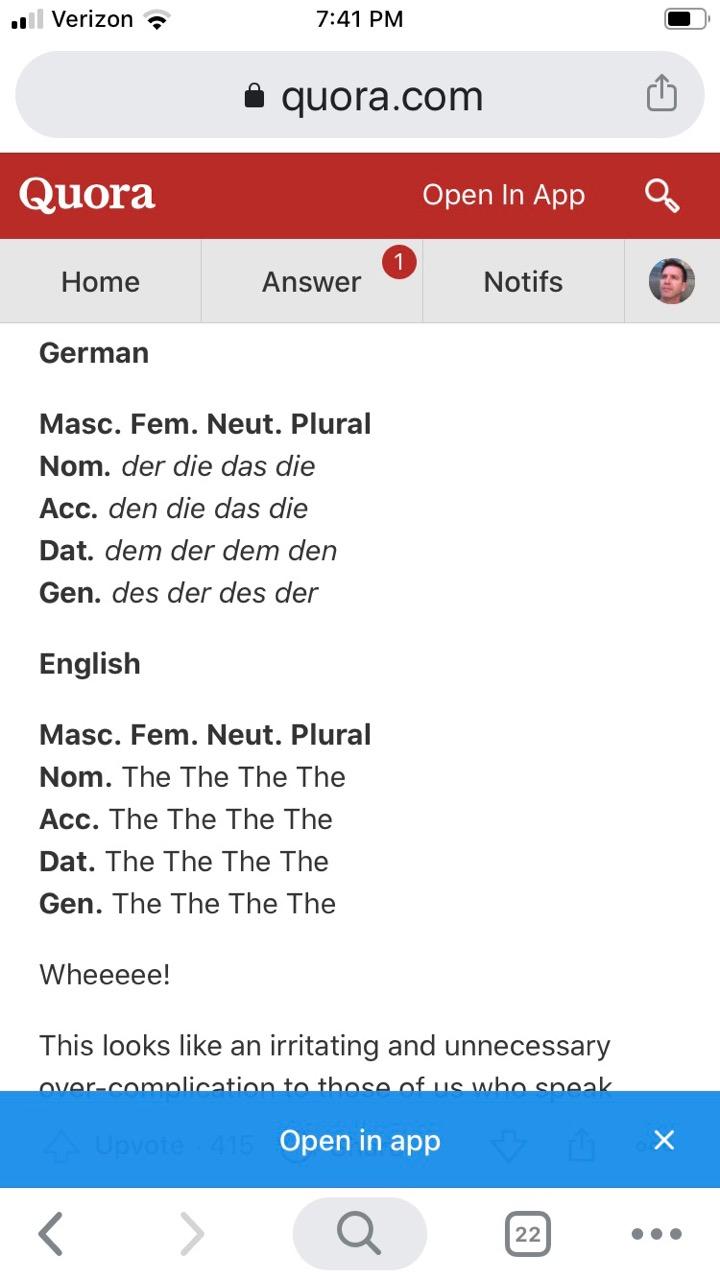 Verizon 7:41 PM
quora.com
Quora Open In App
Home Answer 1 Notifs
German
Masc. Fem. Neut. Plural
Nom. der die das die
Acc. den die das die
Dat. dem der dem den
Gen. des der des der
English
Masc. Fem. Neut. Plural
Nom. The The The The
Acc. The The The The
Dat. The The The The
Gen. The The The The
Wheeeee!
This looks like an irritating and unnecessary
over-complication to those of us who speak
Upvote · 415 Open in app
22